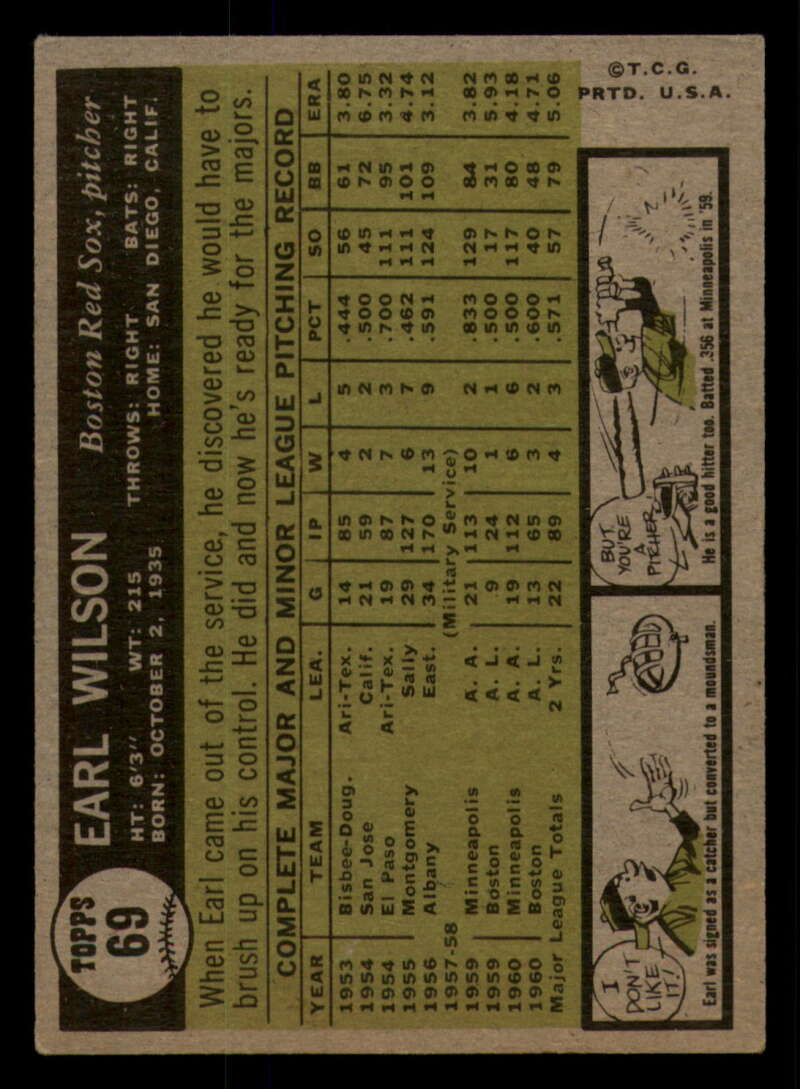 TOPPS
69
EARL WILSON Boston Red Sox, pitcher
HT: 6'3" WT: 215 THROWS: RIGHT BATS: RIGHT
BORN: OCTOBER 2, 1935 HOME: SAN DIEGO, CALIF.
When Earl came out of the service, he discovered he would have to
brush up on his control. He did and now he's ready for the majors.
COMPLETE MAJOR AND MINOR LEAGUE PITCHING RECORD
YEAR TEAM LEA. G IP W L PCT SO BB ERA
1953 Bisbee-Doug. Ari-Tex. 14 85 4 5 .444 56 61 3.80
1954 San Jose Calif. 21 59 2 2 .500 45 72 6.75
1954 El Paso Ari-Tex. 19 87 7 3 .700 111 95 3.32
1955 Montgomery Sally 29 127 6 7 .462 111 101 4.74
1956 Albany East. 34 170 13 9 .591 124 109 3.12
1957-58 (Military Service)
1959 Minneapolis A. A. 21 113 10 2 .833 129 84 3.82
1959 Boston A. L. 9 24 1 1 .500 17 31 5.93
1960 Minneapolis A. A. 19 112 6 6 .500 117 80 4.18
1960 Boston A. L. 13 65 3 2 .600 40 48 4.71
Major League Totals 2 Yrs. 22 89 4 3 .571 57 79 5.06
I
DON'T
LIKE
IT!
Earl was signed as a catcher but converted to a moundsman.
BUT
YOU'RE
A
PITCHER!
He is a good hitter too. Batted .356 at Minneapolis in '59.
©T.C.G.
PRTD. U.S.A.